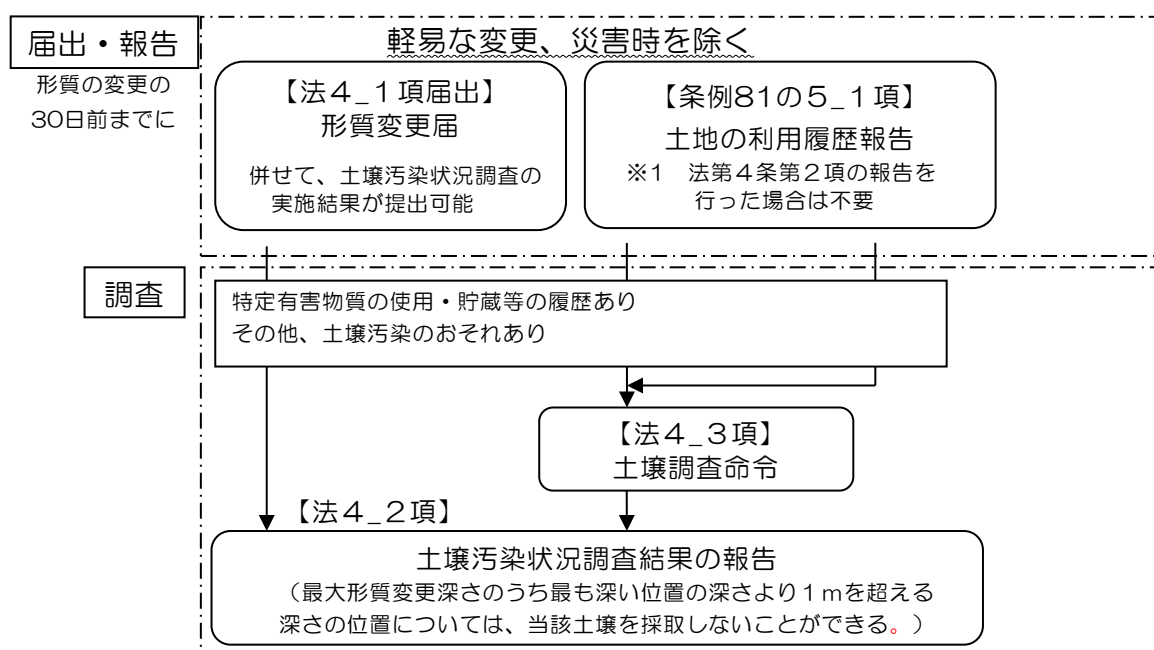 届出・報告
形質の変更の
30日前までに
軽易な変更、災害時を除く
【法4_1項届出】
形質変更届
併せて、土壌汚染状況調査の
実施結果が提出可能
【条例81の5_1項】
土地の利用履歴報告
※1　法第4条第2項の報告を
行った場合は不要
調査
特定有害物質の使用・貯蔵等の履歴あり
その他、土壌汚染のおそれあり
【法4_3項】
土壌調査命令
【法4_2項】
土壌汚染状況調査結果の報告
（最大形質変更深さのうち最も深い位置の深さより1mを超える
深さの位置については、当該土壌を採取しないことができる。）